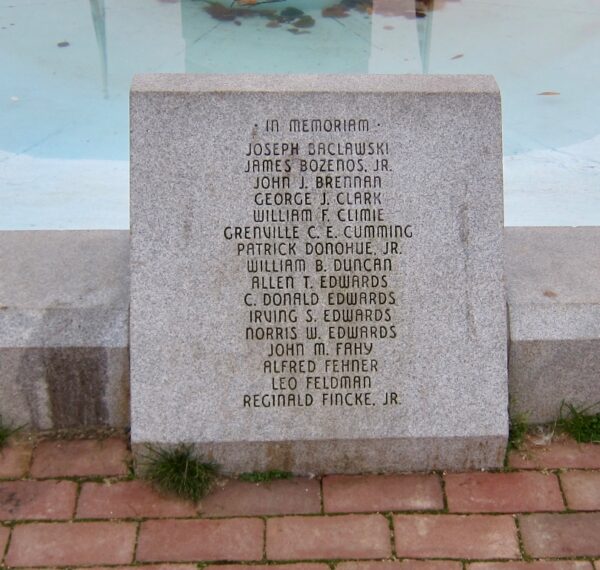 · IN MEMORIAM ·
JOSEPH BACLAWSKI
JAMES BOZENOS, JR.
JOHN J. BRENNAN
GEORGE J. CLARK
WILLIAM F. CLIMIE
GRENVILLE C. E. CUMMING
PATRICK DONOHUE, JR.
WILLIAM B. DUNCAN
ALLEN T. EDWARDS
C. DONALD EDWARDS
IRVING S. EDWARDS
NORRIS W. EDWARDS
JOHN M. FAHY
ALFRED FEHNER
LEO FELDMAN
REGINALD FINCKE, JR.